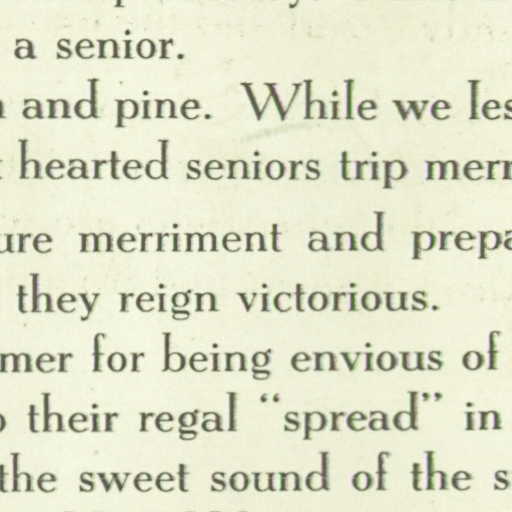 a senior.
and pine. While we les
hearted seniors trip merr
ure merriment and prepa
they reign victorious.
mer for being envious of
their regal “spread” in
the sweet sound of the s